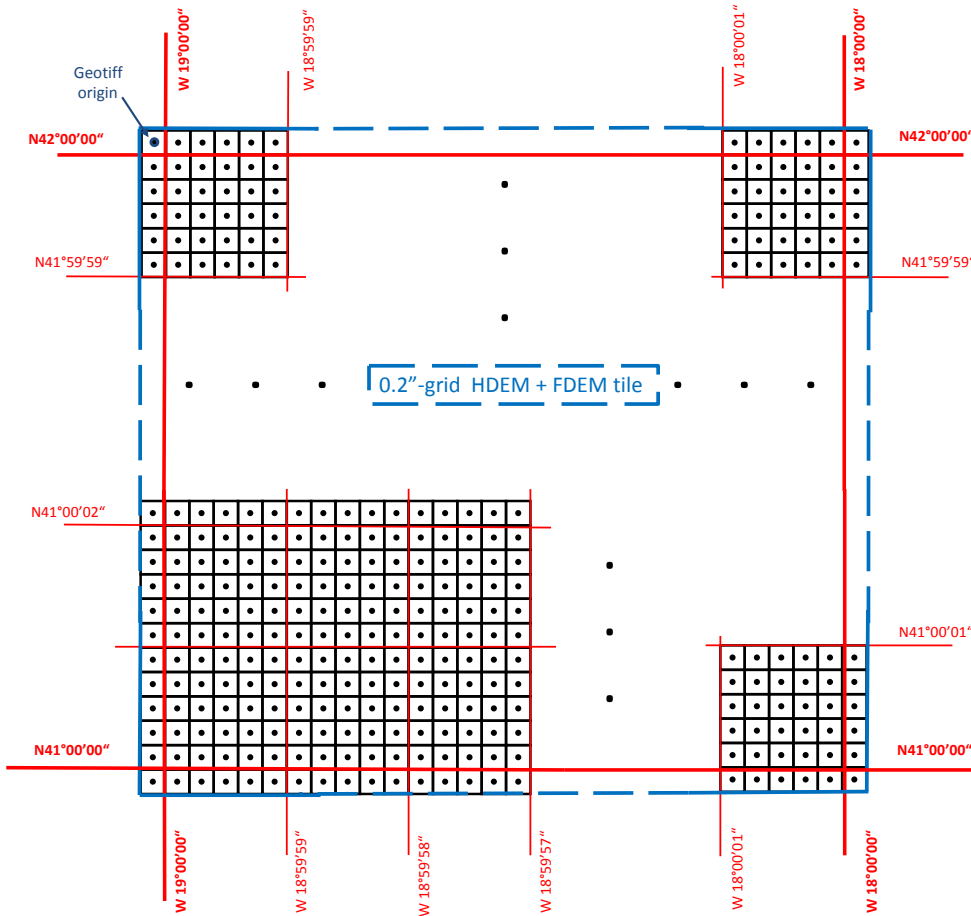 W 19°00’00“
W 18°59’59“
W 18°00’01“
W 18°00’00“
Geotiff
origin
N42°00’00“
N42°00’00“
N41°59’59“
N41°59’59“
0.2”-grid HDEM + FDEM tile
N41°00’02“
N41°00’01“
N41°00’00“
N41°00’00“
W 19°00’00“
W 18°59’59“
W 18°59’58“
W 18°59’57“
W 18°00’01“
W 18°00’00“